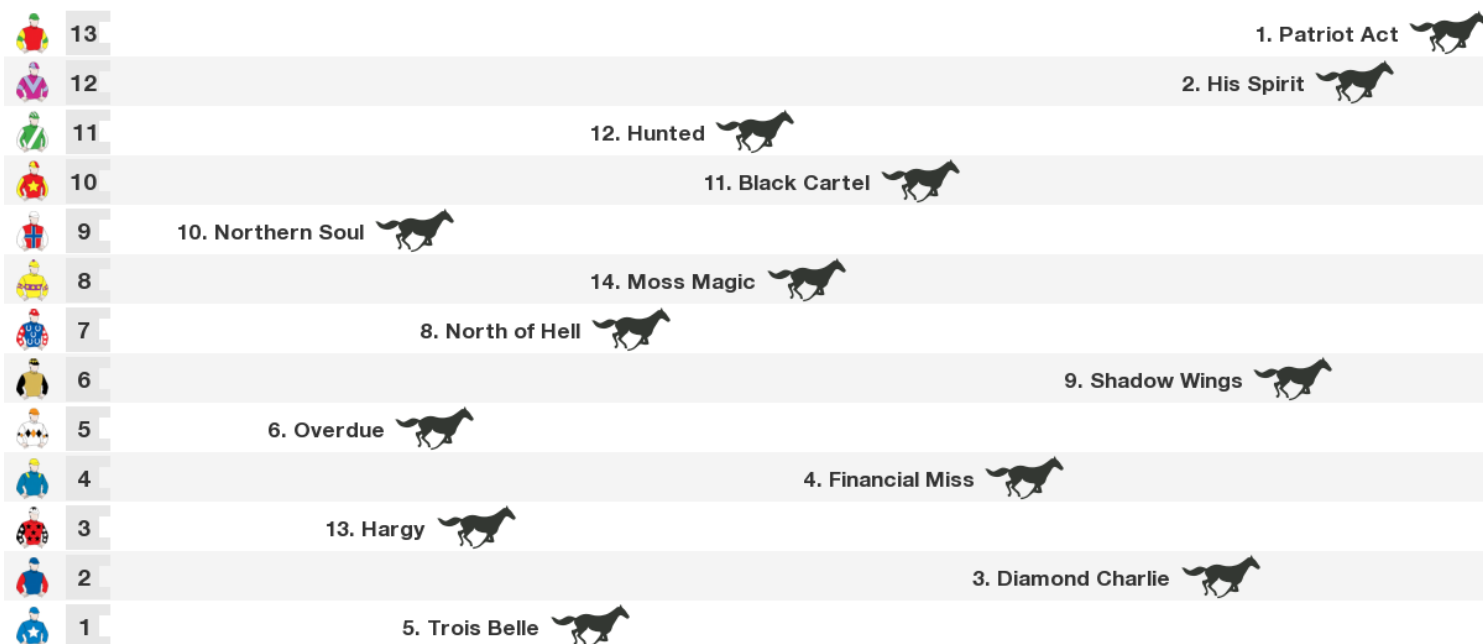 13 1. Patriot Act
12 2. His Spirit
11 12. Hunted
10 11. Black Cartel
9 10. Northern Soul
8 14. Moss Magic
7 8. North of Hell
6 9. Shadow Wings
5 6. Overdue
4 4. Financial Miss
3 13. Hargy
2 3. Diamond Charlie
1 5. Trois Belle